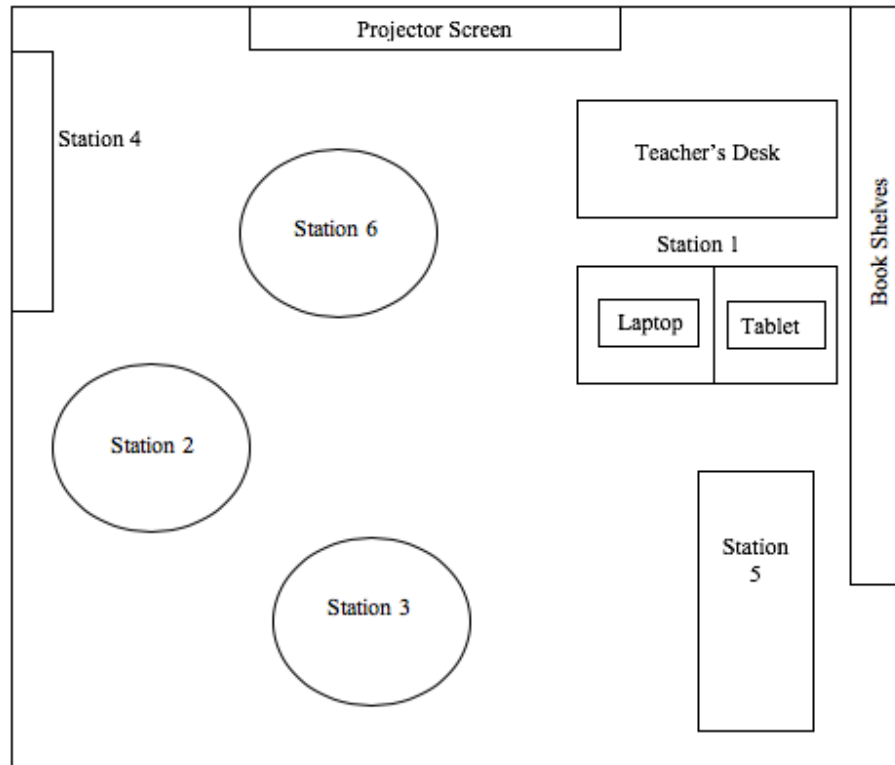 Projector Screen
Station 4
Teacher's Desk
Book Shelves
Station 6
Station 1
Laptop
Tablet
Station 2
Station
5
Station 3